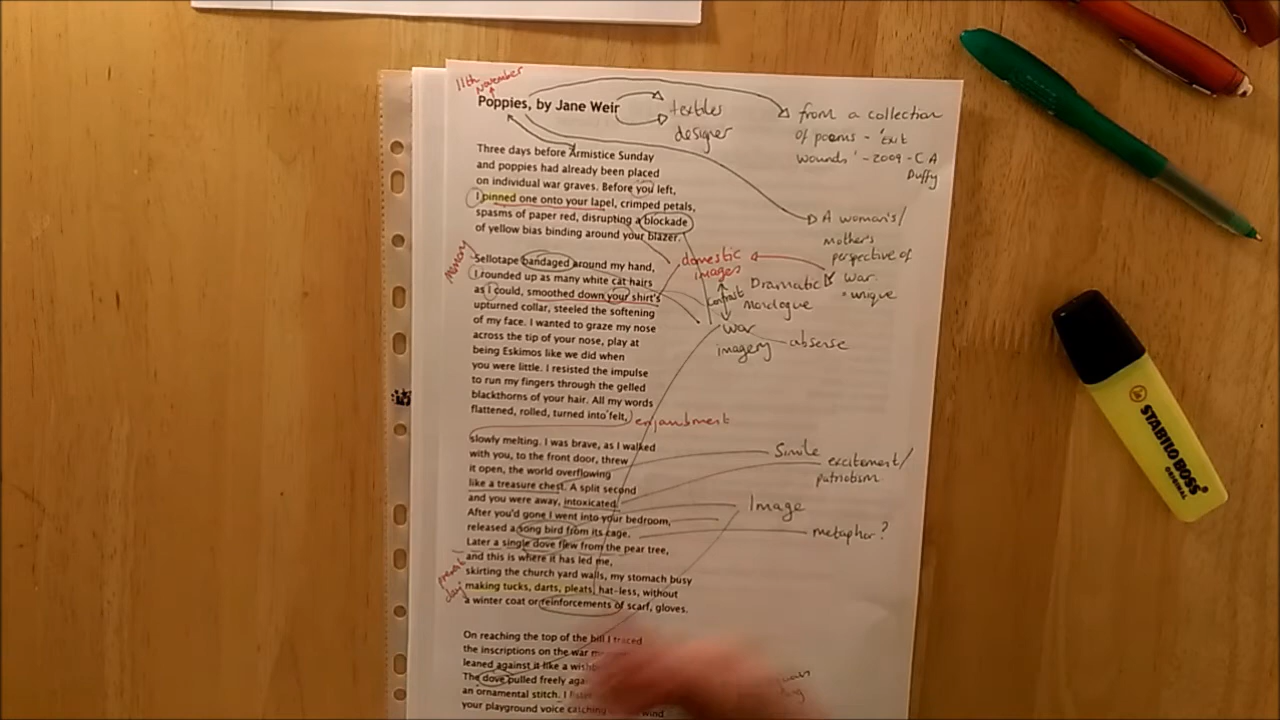 11th
November
Poppies, by Jane Weir
textiles
designer
from a collection
of poems - 'Exit
wounds' - 2009 - C A
Duffy
Three days before Armistice Sunday
and poppies had already been placed
on individual war graves. Before you left,
I pinned one onto your lapel, crimped petals,
spasms of paper red, disrupting a blockade
of yellow bias binding around your blazer.
A woman's/
mother's
perspective of
war
unique
Memory
domestic
images
contrast
Dramatic
monologue
war
imagery
absense
Sellotape bandaged around my hand,
I rounded up as many white cat hairs
as I could, smoothed down your shirt's
upturned collar, steeled the softening
of my face. I wanted to graze my nose
across the tip of your nose, play at
being Eskimos like we did when
you were little. I resisted the impulse
to run my fingers through the gelled
blackthorns of your hair. All my words
flattened, rolled, turned into felt,
enjambment
slowly melting. I was brave, as I walked
with you, to the front door, threw
it open, the world overflowing
like a treasure chest. A split second
and you were away, intoxicated.
After you'd gone I went into your bedroom,
released a song bird from its cage.
Later a single dove flew from the pear tree,
and this is where it has led me,
skirting the church yard walls, my stomach busy
making tucks, darts, pleats, hat-less, without
a winter coat or reinforcements of scarf, gloves.
Simile
excitement/
patriotism
Image
metaphor?
present
day
On reaching the top of the hill I traced
the inscriptions on the war
leaned against it like a
The dove pulled freely
an ornamental stitch. I
your playground voice catching wind.
STABILO BOSS
ORIGINAL